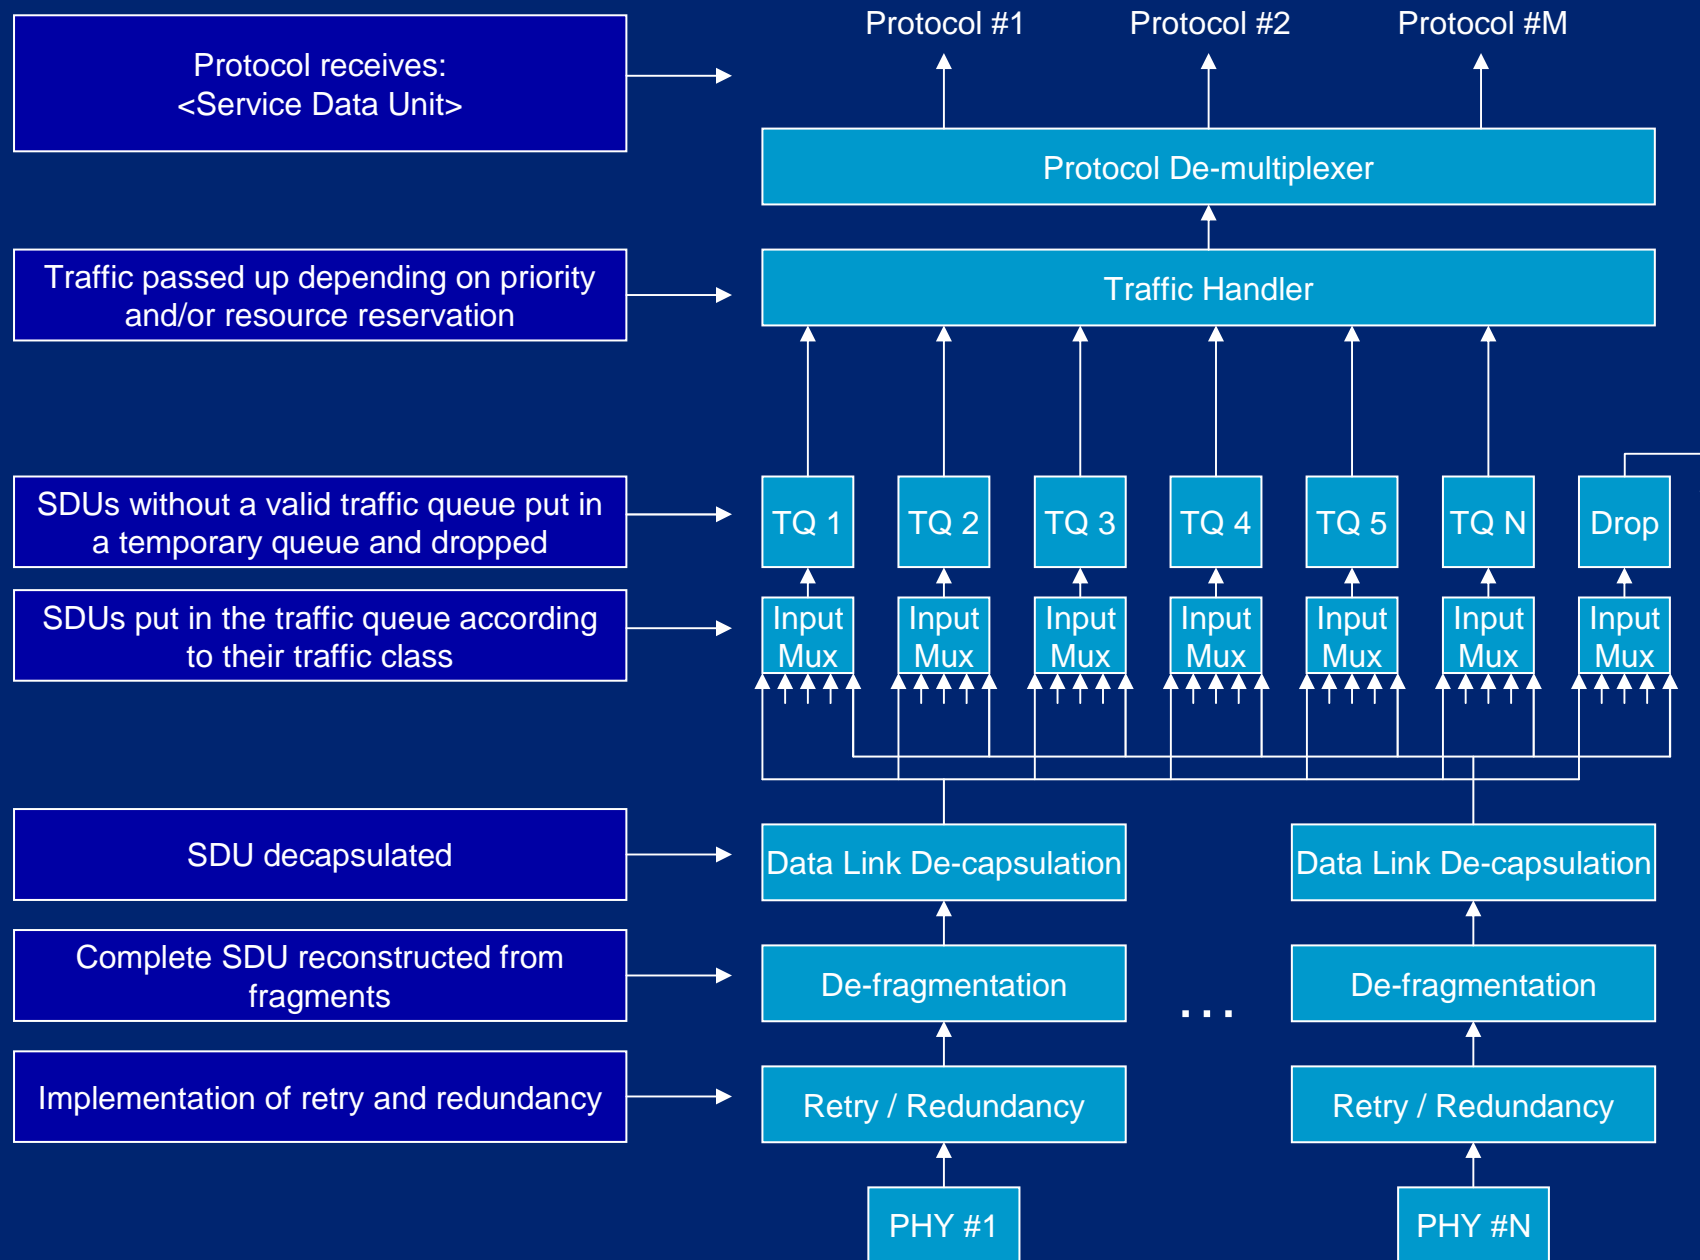 Protocol #1 Protocol #2 Protocol #M
Protocol receives:
<Service Data Unit>
Protocol De-multiplexer
Traffic passed up depending on priority
and/or resource reservation
Traffic Handler
SDUs without a valid traffic queue put in
a temporary queue and dropped
TQ 1 TQ 2 TQ 3 TQ 4 TQ 5 TQ N Drop
SDUs put in the traffic queue according
to their traffic class
Input Input Input Input Input Input Input
Mux Mux Mux Mux Mux Mux Mux
SDU decapsulated
Data Link De-capsulation Data Link De-capsulation
Complete SDU reconstructed from
fragments
De-fragmentation ... De-fragmentation
Implementation of retry and redundancy
Retry / Redundancy Retry / Redundancy
PHY #1 PHY #N